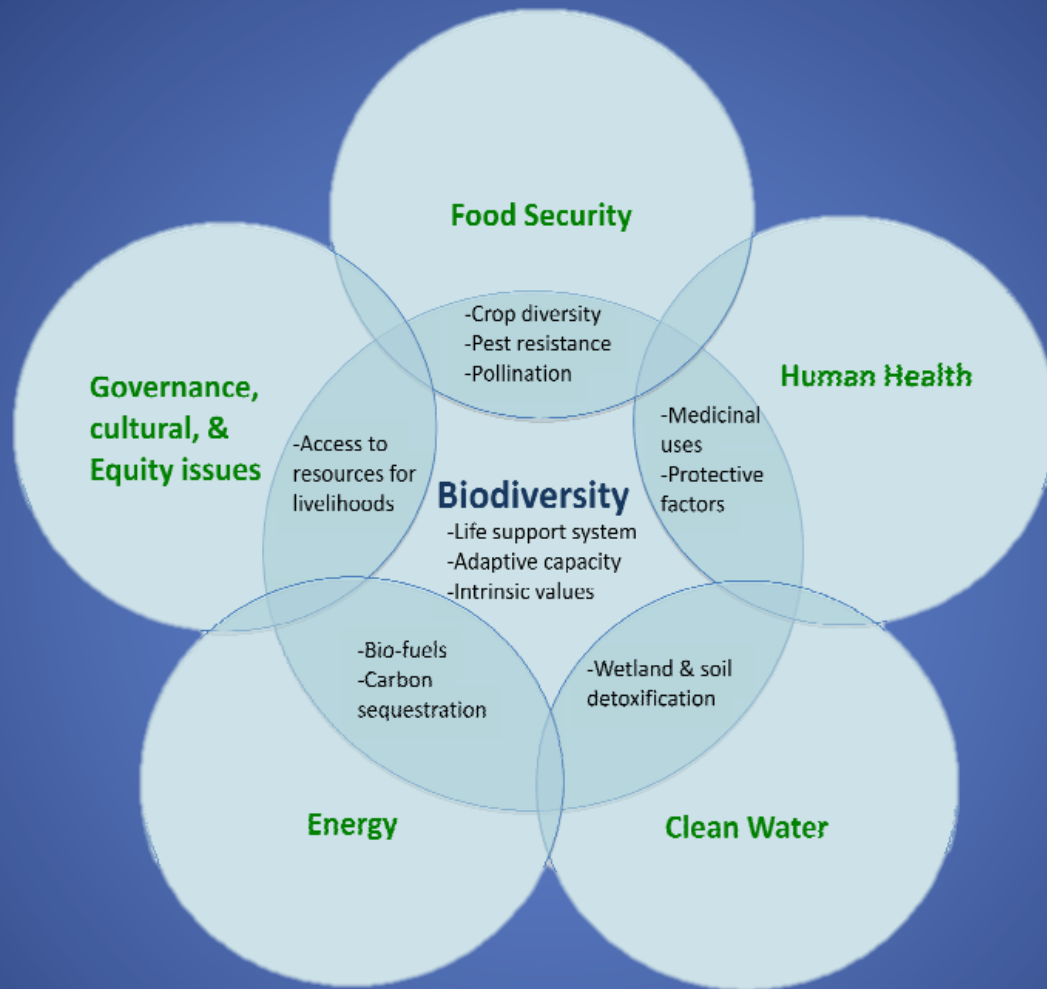 Food Security
-Crop diversity
-Pest resistance
-Pollination
Human Health
-Medicinal
uses
-Protective
factors
Governance,
cultural, &
Equity issues
-Access to
resources for
livelihoods
Biodiversity
-Life support system
-Adaptive capacity
-Intrinsic values
-Bio-fuels
-Carbon
sequestration
-Wetland & soil
detoxification
Energy
Clean Water